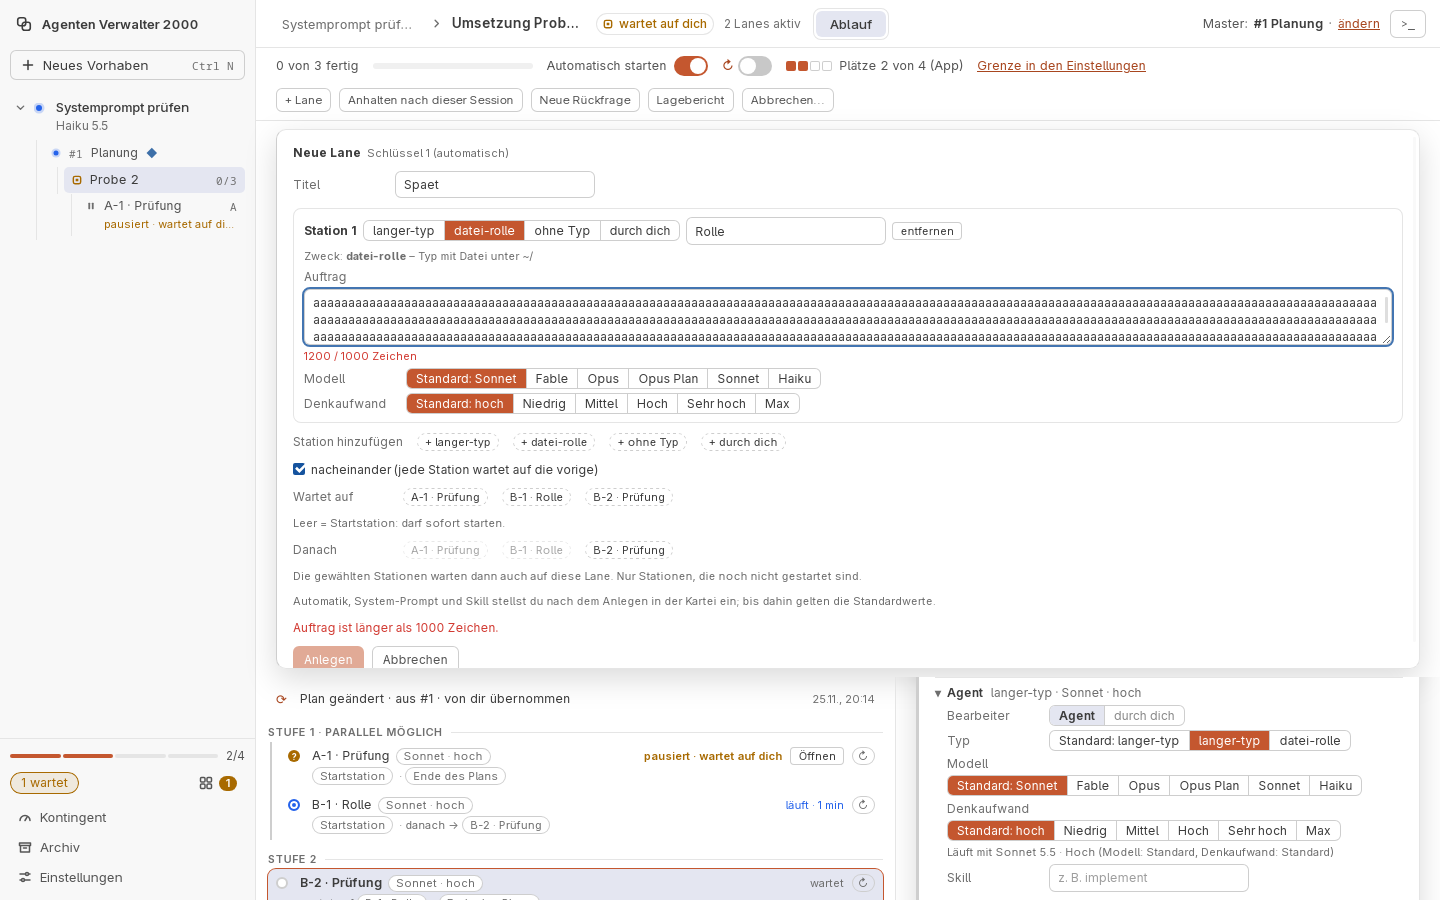 Agenten Verwalter 2000
Neues Vorhaben Ctrl N
Systemprompt prüfen
Haiku 5.5
#1 Planung
Probe 2 0/3
A-1 · Prüfung A
pausiert · wartet auf di…
2/4
1 wartet 1
Kontingent
Archiv
Einstellungen
Systemprompt prüf… › Umsetzung Prob… wartet auf dich 2 Lanes aktiv Ablauf Master: #1 Planung · ändern >_
0 von 3 fertig Automatisch starten Plätze 2 von 4 (App) Grenze in den Einstellungen
+ Lane Anhalten nach dieser Session Neue Rückfrage Lagebericht Abbrechen…
Neue Lane Schlüssel 1 (automatisch)
Titel Spaet
Station 1 langer-typ datei-rolle ohne Typ durch dich Rolle entfernen
Zweck: datei-rolle – Typ mit Datei unter ~/
Auftrag
aaaaaaaaaaaaaaaaaaaaaaaaaaaaaaaaaaaaaaaaaaaaaaaaaaaaaaaaaaaaaaaaaaaaaaaaaaaaaaaaaaaaaaaaaaaaaaaaaaaaaaaaaaaaaaaaaaaaaaaaaaaaaaaaaaaaaaaaaaaaaaaaaaaaaaaa
aaaaaaaaaaaaaaaaaaaaaaaaaaaaaaaaaaaaaaaaaaaaaaaaaaaaaaaaaaaaaaaaaaaaaaaaaaaaaaaaaaaaaaaaaaaaaaaaaaaaaaaaaaaaaaaaaaaaaaaaaaaaaaaaaaaaaaaaaaaaaaaaaaaaaaaa
aaaaaaaaaaaaaaaaaaaaaaaaaaaaaaaaaaaaaaaaaaaaaaaaaaaaaaaaaaaaaaaaaaaaaaaaaaaaaaaaaaaaaaaaaaaaaaaaaaaaaaaaaaaaaaaaaaaaaaaaaaaaaaaaaaaaaaaaaaaaaaaaaaaaaaaa
1200 / 1000 Zeichen
Modell Standard: Sonnet Fable Opus Opus Plan Sonnet Haiku
Denkaufwand Standard: hoch Niedrig Mittel Hoch Sehr hoch Max
Station hinzufügen + langer-typ + datei-rolle + ohne Typ + durch dich
nacheinander (jede Station wartet auf die vorige)
Wartet auf A-1 · Prüfung B-1 · Rolle B-2 · Prüfung
Leer = Startstation: darf sofort starten.
Danach A-1 · Prüfung B-1 · Rolle B-2 · Prüfung
Die gewählten Stationen warten dann auch auf diese Lane. Nur Stationen, die noch nicht gestartet sind.
Automatik, System-Prompt und Skill stellst du nach dem Anlegen in der Kartei ein; bis dahin gelten die Standardwerte.
Auftrag ist länger als 1000 Zeichen.
Anlegen Abbrechen
Plan geändert · aus #1 · von dir übernommen 25.11., 20:14
STUFE 1 · PARALLEL MÖGLICH
A-1 · Prüfung Sonnet · hoch pausiert · wartet auf dich Öffnen
Startstation · Ende des Plans
B-1 · Rolle Sonnet · hoch läuft · 1 min
Startstation · danach → B-2 · Prüfung
STUFE 2
B-2 · Prüfung Sonnet · hoch wartet
▾ Agent langer-typ · Sonnet · hoch
Bearbeiter Agent durch dich
Typ Standard: langer-typ langer-typ datei-rolle
Modell
Standard: Sonnet Fable Opus Opus Plan Sonnet Haiku
Denkaufwand
Standard: hoch Niedrig Mittel Hoch Sehr hoch Max
Läuft mit Sonnet 5.5 · Hoch (Modell: Standard, Denkaufwand: Standard)
Skill z. B. implement